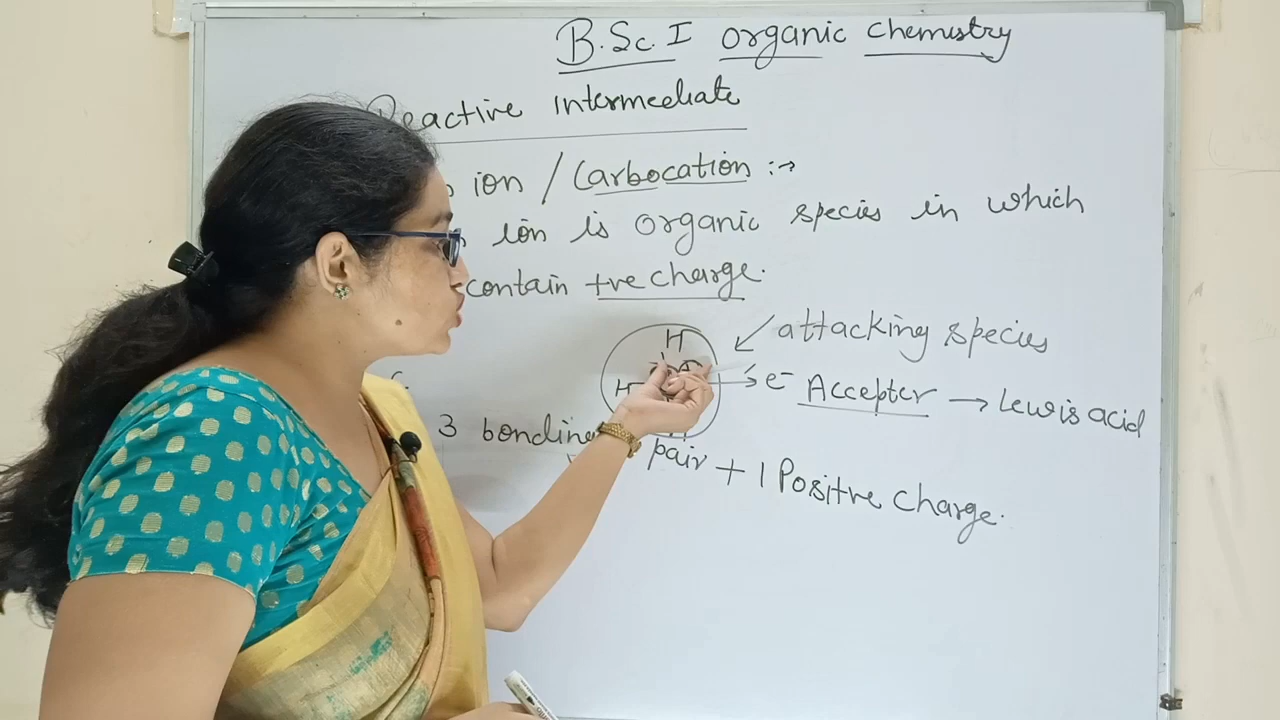 B.Sc. I organic chemistry
Reactive Intermediate
ion / Carbocation :→
ion is organic species in which
contain +ve charge.
H
attacking species
H
→ e⁻ Accepter → Lewis acid
3 bonding pair + 1 Positive charge.